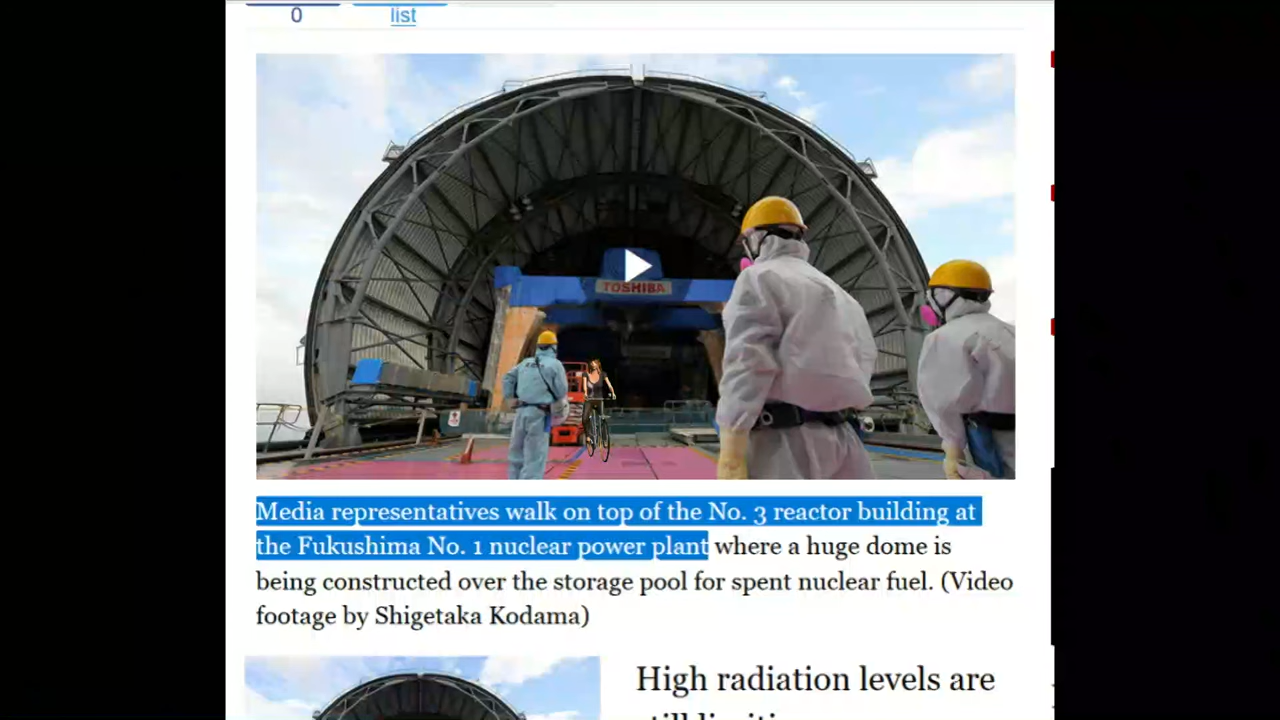 0
list
TOSHIBA
Media representatives walk on top of the No. 3 reactor building at
the Fukushima No. 1 nuclear power plant where a huge dome is
being constructed over the storage pool for spent nuclear fuel. (Video
footage by Shigetaka Kodama)
High radiation levels are